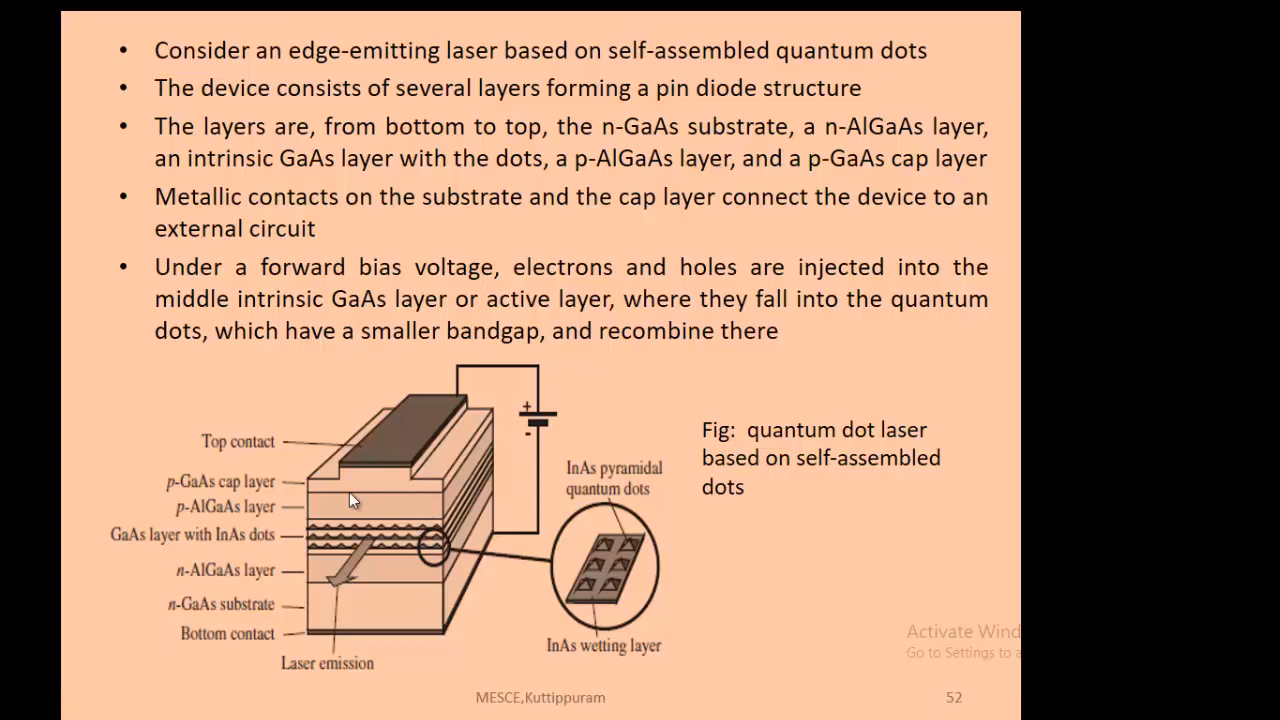 • Consider an edge-emitting laser based on self-assembled quantum dots
• The device consists of several layers forming a pin diode structure
• The layers are, from bottom to top, the n-GaAs substrate, a n-AlGaAs layer,
an intrinsic GaAs layer with the dots, a p-AlGaAs layer, and a p-GaAs cap layer
• Metallic contacts on the substrate and the cap layer connect the device to an
external circuit
• Under a forward bias voltage, electrons and holes are injected into the
middle intrinsic GaAs layer or active layer, where they fall into the quantum
dots, which have a smaller bandgap, and recombine there
Top contact
p-GaAs cap layer
p-AlGaAs layer
GaAs layer with InAs dots
n-AlGaAs layer
n-GaAs substrate
Bottom contact
Laser emission
+
-
InAs pyramidal
quantum dots
InAs wetting layer
Fig: quantum dot laser
based on self-assembled
dots
Activate Wind
Go to Settings to a
MESCE,Kuttippuram
52